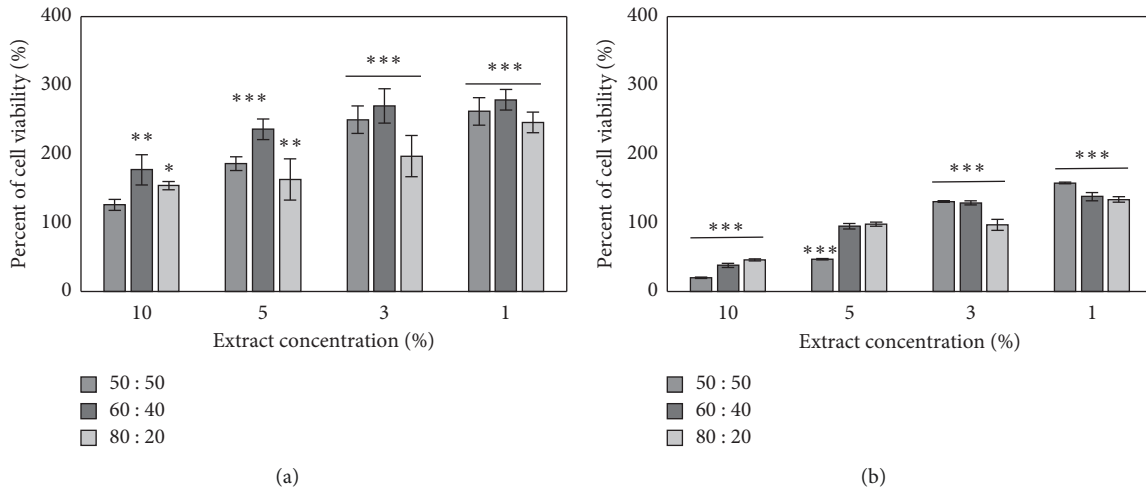 Percent of cell viability (%)
400
300
200
100
0
**
*
***
**
***
***
10
5
3
1
Extract concentration (%)
50 : 50
60 : 40
80 : 20
(a)
Percent of cell viability (%)
400
300
200
100
0
***
***
***
***
10
5
3
1
Extract concentration (%)
50 : 50
60 : 40
80 : 20
(b)